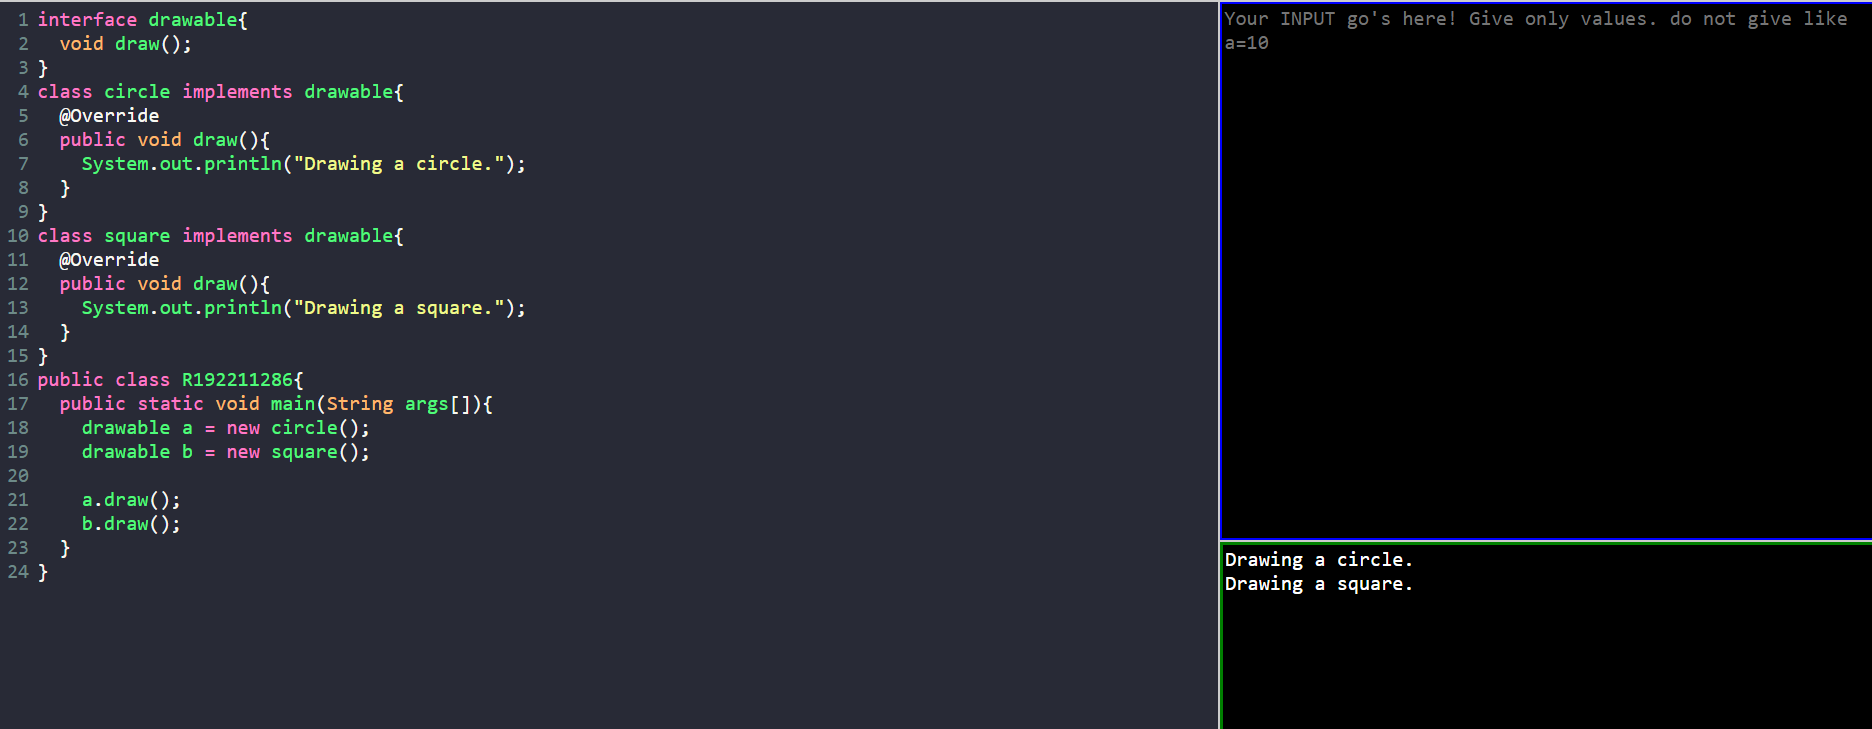 1 interface drawable{
2   void draw();
3 }
4 class circle implements drawable{
5   @Override
6   public void draw(){
7     System.out.println("Drawing a circle.");
8   }
9 }
10 class square implements drawable{
11   @Override
12   public void draw(){
13     System.out.println("Drawing a square.");
14   }
15 }
16 public class R192211286{
17   public static void main(String args[]){
18     drawable a = new circle();
19     drawable b = new square();
20
21     a.draw();
22     b.draw();
23   }
24 }
Your INPUT go's here! Give only values. do not give like
a=10
Drawing a circle.
Drawing a square.